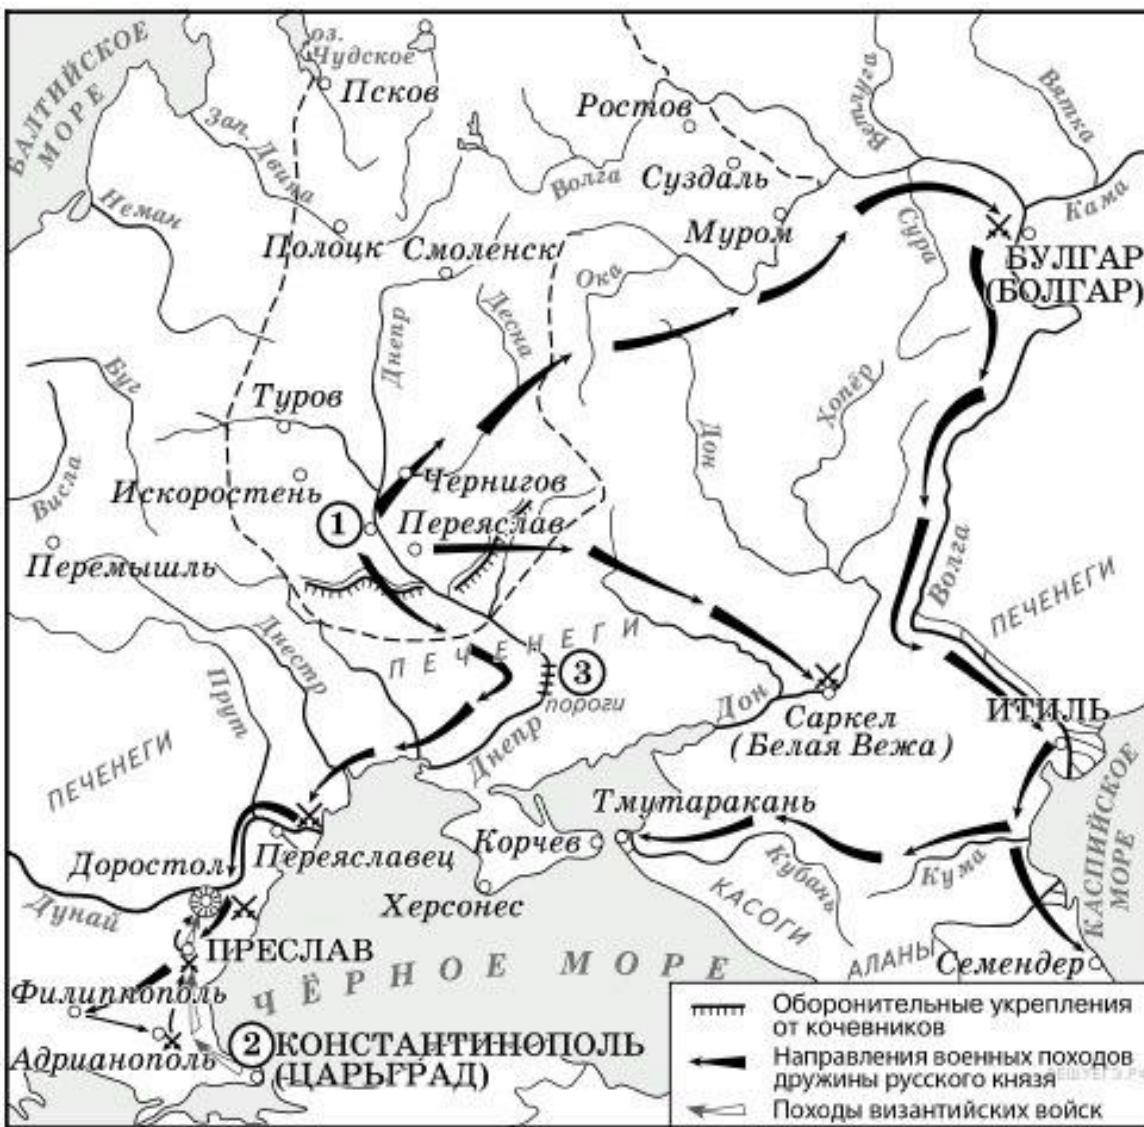 БАЛТИЙСКОЕ
МОРЕ
оз.
Чудское
Псков
Зап. Двина
Неман
Полоцк
Смоленск
Ростов
Суздаль
Волга
Муром
Ветлуга
Вятка
Кама
Сура
Ока
БУЛГАР
(БОЛГАР)
Десна
Днепр
Буг
Туров
Хопёр
Дон
Висла
Искоростень
Чернигов
1
Переяслав
Перемышль
Волга
ПЕЧЕНЕГИ
Днестр
ПЕЧЕНЕГИ
3
пороги
Прут
Днепр
Дон
Саркел
(Белая Вежа)
ИТИЛЬ
ПЕЧЕНЕГИ
Тмутаракань
Корчев
Переяславец
Доростол
Дунай
Херсонес
Кубань
Кума
КАСПИЙСКОЕ
МОРЕ
КАСОГИ
АЛАНЫ
Семендер
ПРЕСЛАВ
ЧЁРНОЕ МОРЕ
Филиппополь
Адрианополь
2
КОНСТАНТИНОПОЛЬ
(ЦАРЬГРАД)
Оборонительные укрепления
от кочевников
Направления военных походов
дружины русского князя
Походы византийских войск